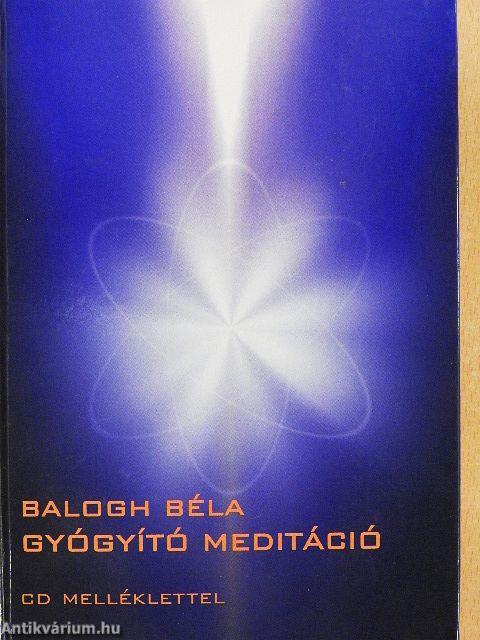 BALOGH BÉLA
GYÓGYÍTÓ MEDITÁCIÓ
CD MELLÉKLETTEL
Antikvárium.hu